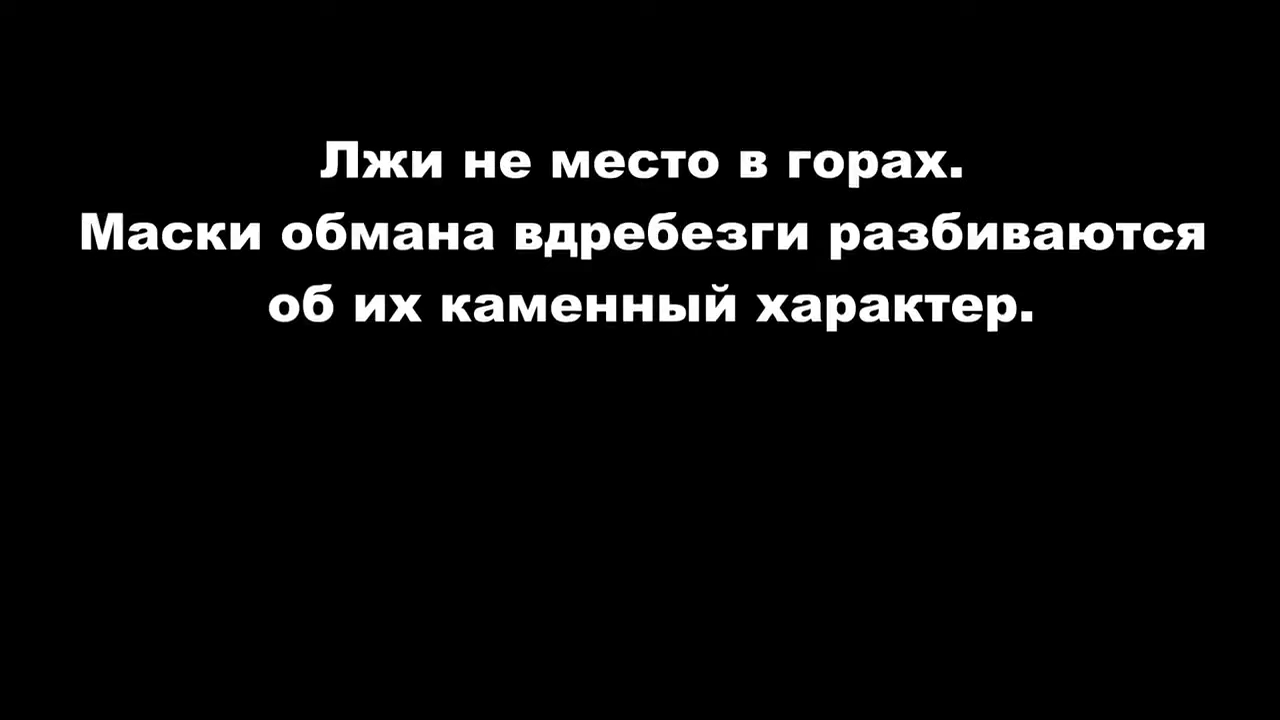 Лжи не место в горах.
Маски обмана вдребезги разбиваются
об их каменный характер.